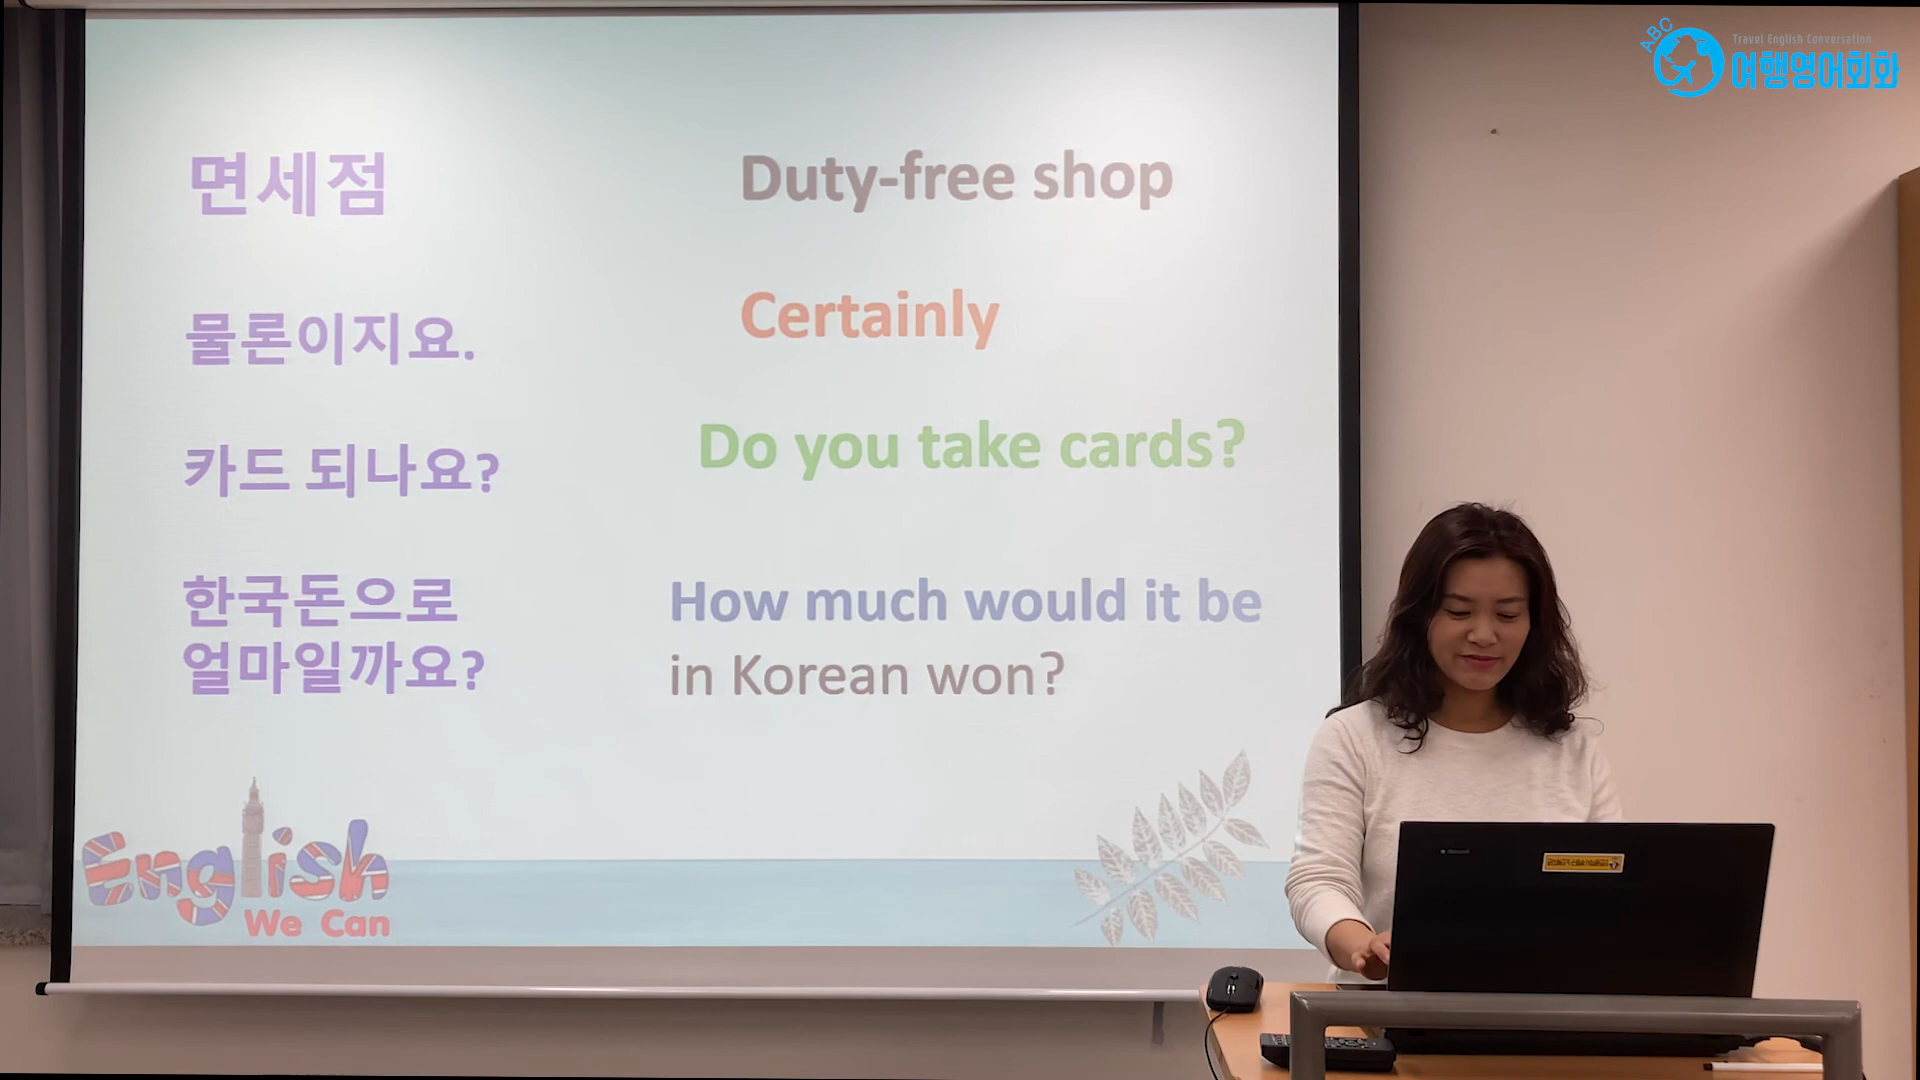 ABC
Travel English Conversation
여행영어회화
면세점
Duty-free shop
물론이지요.
Certainly
카드 되나요?
Do you take cards?
한국돈으로
얼마일까요?
How much would it be
in Korean won?
English
We Can